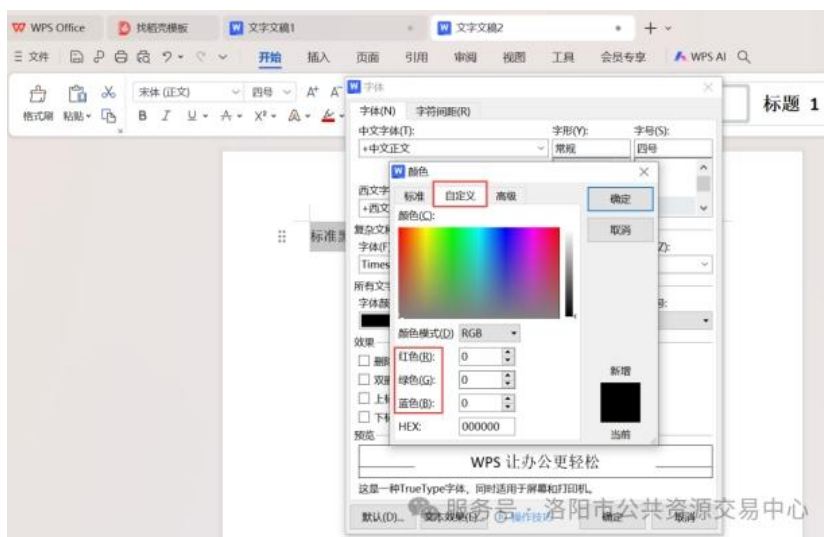 WPS Office 找稻壳模板 文字文稿1 文字文稿2
文件 开始 插入 页面 引用 审阅 视图 工具 会员专享 WPS AI
格式刷 粘贴 宋体 (正文) 四号 A⁺ A⁻ 标题 1
B I U A X² A
字体
字体(N) 字符间距(R)
中文字体(T): 字形(Y): 字号(S):
+中文正文 常规 四号
颜色
西文字
标准 自定义 高级 确定
+西文
颜色(C):
取消
标准
字体(F
Times
所有文字
字体颜
颜色模式(D) RGB
效果
红色(R): 0
绿色(G): 0
蓝色(B): 0
HEX: 000000
新增
当前
预览
WPS 让办公更轻松
这是一种TrueType字体，同时适用于屏幕和打印机。
默认(D)... 文本效果(E)... 操作技巧 确定 取消
服务号 · 洛阳市公共资源交易中心